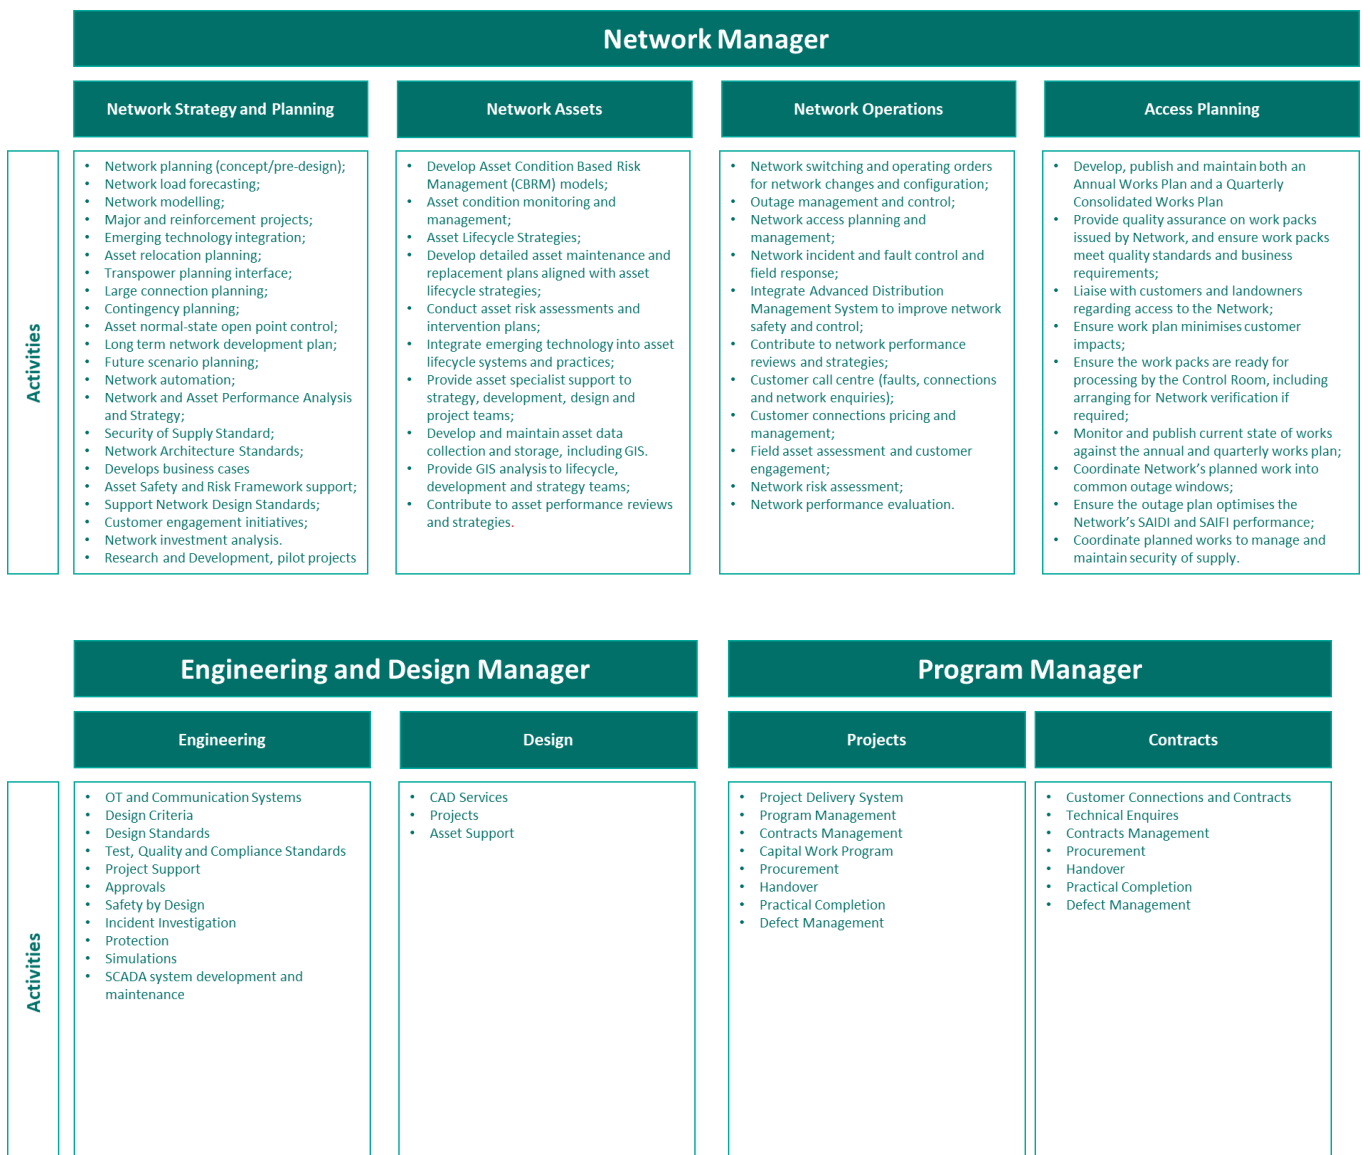 Network Manager
Network Strategy and Planning
Network Assets
Network Operations
Access Planning
Activities
• Network planning (concept/pre-design);
• Network load forecasting;
• Network modelling;
• Major and reinforcement projects;
• Emerging technology integration;
• Asset relocation planning;
• Transpower planning interface;
• Large connection planning;
• Contingency planning;
• Asset normal-state open point control;
• Long term network development plan;
• Future scenario planning;
• Network automation;
• Network and Asset Performance Analysis
and Strategy;
• Security of Supply Standard;
• Network Architecture Standards;
• Develops business cases
• Asset Safety and Risk Framework support;
• Support Network Design Standards;
• Customer engagement initiatives;
• Network investment analysis.
• Research and Development, pilot projects
• Develop Asset Condition Based Risk
Management (CBRM) models;
• Asset condition monitoring and
management;
• Asset Lifecycle Strategies;
• Develop detailed asset maintenance and
replacement plans aligned with asset
lifecycle strategies;
• Conduct asset risk assessments and
intervention plans;
• Integrate emerging technology into asset
lifecycle systems and practices;
• Provide asset specialist support to
strategy, development, design and
project teams;
• Develop and maintain asset data
collection and storage, including GIS.
• Provide GIS analysis to lifecycle,
development and strategy teams;
• Contribute to asset performance reviews
and strategies.
• Network switching and operating orders
for network changes and configuration;
• Outage management and control;
• Network access planning and
management;
• Network incident and fault control and
field response;
• Integrate Advanced Distribution
Management System to improve network
safety and control;
• Contribute to network performance
reviews and strategies;
• Customer call centre (faults, connections
and network enquiries);
• Customer connections pricing and
management;
• Field asset assessment and customer
engagement;
• Network risk assessment;
• Network performance evaluation.
• Develop, publish and maintain both an
Annual Works Plan and a Quarterly
Consolidated Works Plan
• Provide quality assurance on work packs
issued by Network, and ensure work packs
meet quality standards and business
requirements;
• Liaise with customers and landowners
regarding access to the Network;
• Ensure work plan minimises customer
impacts;
• Ensure the work packs are ready for
processing by the Control Room, including
arranging for Network verification if
required;
• Monitor and publish current state of works
against the annual and quarterly works plan;
• Coordinate Network's planned work into
common outage windows;
• Ensure the outage plan optimises the
Network's SAIDI and SAIFI performance;
• Coordinate planned works to manage and
maintain security of supply.
Engineering and Design Manager
Program Manager
Engineering
Design
Projects
Contracts
Activities
• OT and Communication Systems
• Design Criteria
• Design Standards
• Test, Quality and Compliance Standards
• Project Support
• Approvals
• Safety by Design
• Incident Investigation
• Protection
• Simulations
• SCADA system development and
maintenance
• CAD Services
• Projects
• Asset Support
• Project Delivery System
• Program Management
• Contracts Management
• Capital Work Program
• Procurement
• Handover
• Practical Completion
• Defect Management
• Customer Connections and Contracts
• Technical Enquires
• Contracts Management
• Procurement
• Handover
• Practical Completion
• Defect Management